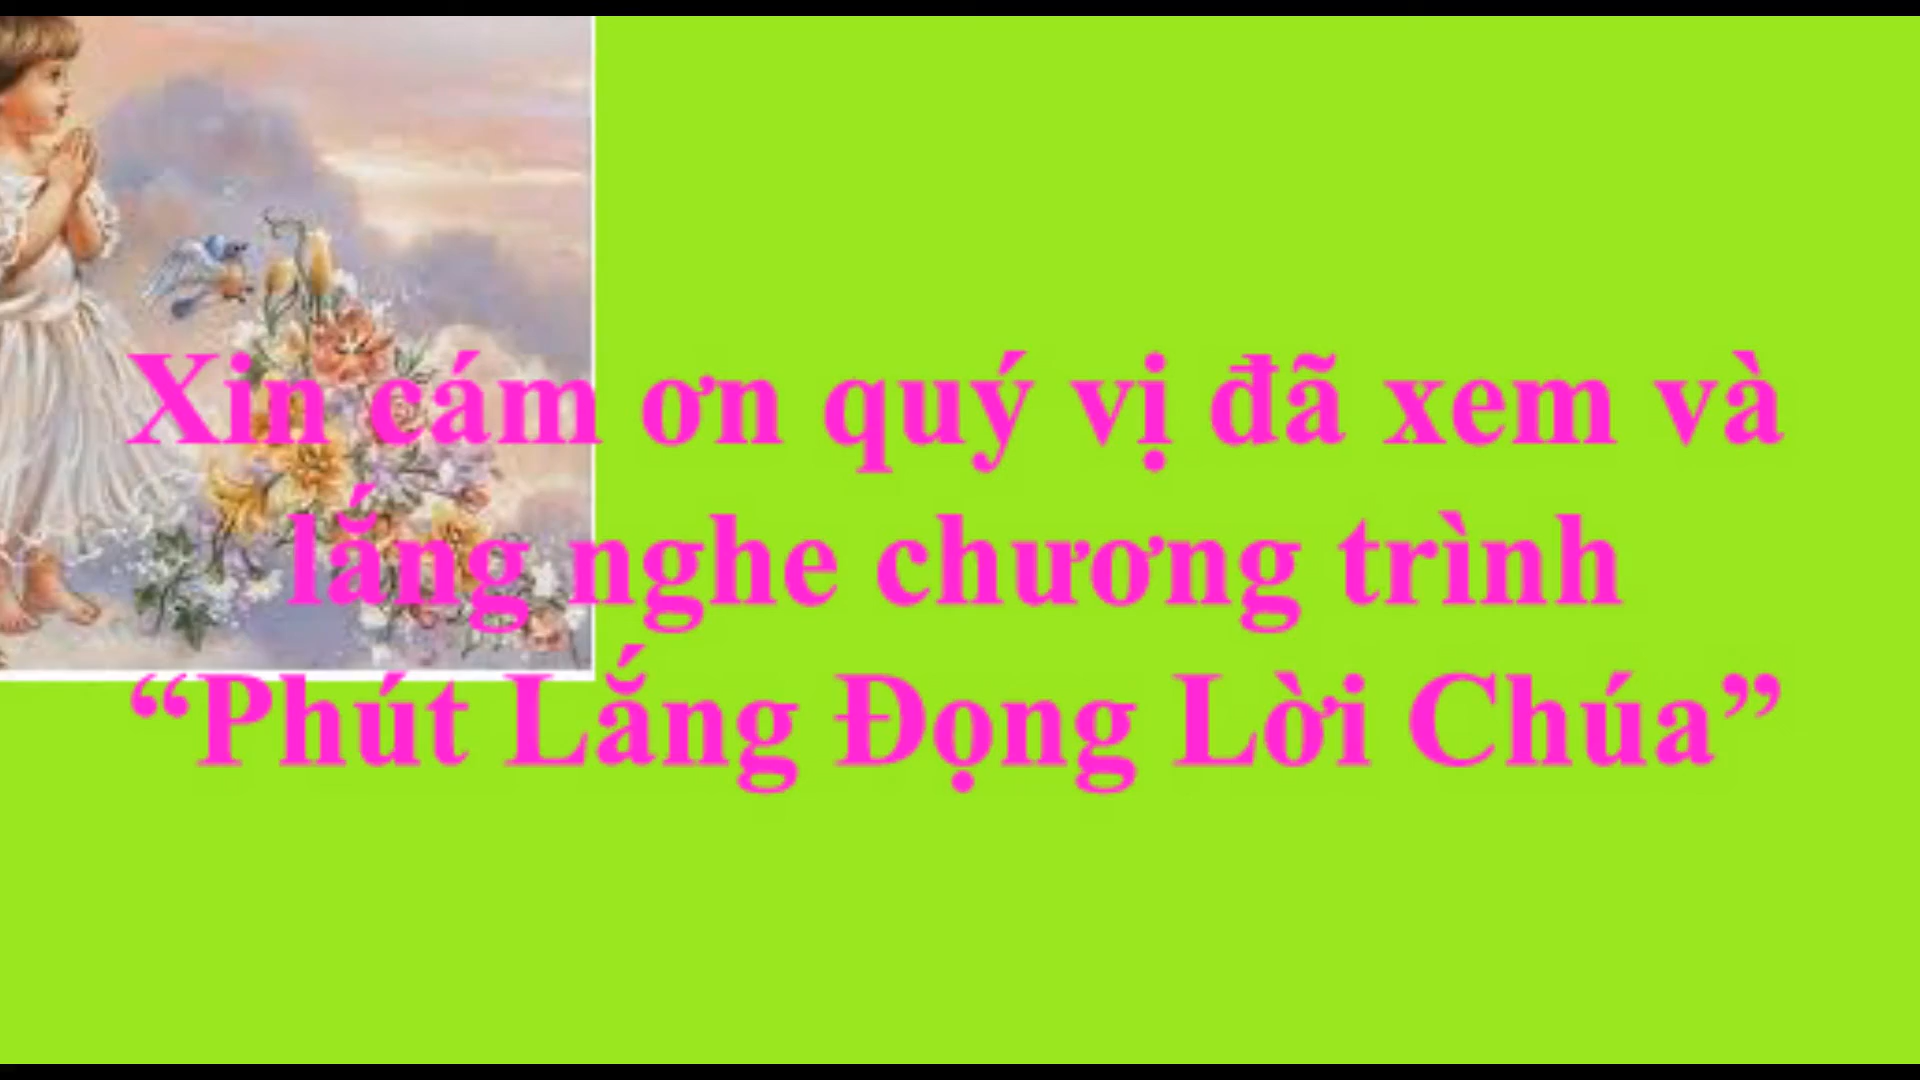 Xin cám ơn quý vị đã xem và
lắng nghe chương trình
“Phút Lắng Đọng Lời Chúa”